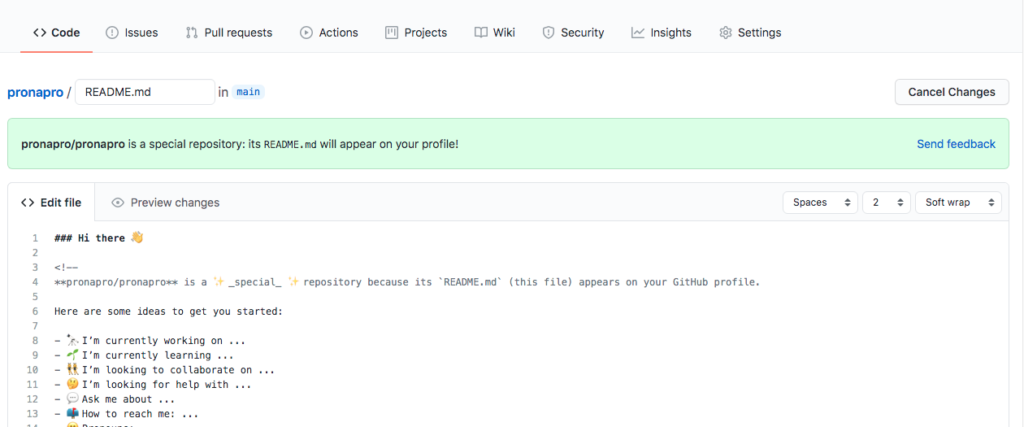 Code Issues Pull requests Actions Projects Wiki Security Insights Settings
pronapro / README.md in main Cancel Changes
pronapro/pronapro is a special repository: its README.md will appear on your profile! Send feedback
<> Edit file Preview changes Spaces 2 Soft wrap
1 ### Hi there 👋
2
3 <!--
4 **pronapro/pronapro** is a ✨ _special_ ✨ repository because its `README.md` (this file) appears on your GitHub profile.
5
6 Here are some ideas to get you started:
7
8 - 🔭 I’m currently working on ...
9 - 🌱 I’m currently learning ...
10 - 👯 I’m looking to collaborate on ...
11 - 🤔 I’m looking for help with ...
12 - 💬 Ask me about ...
13 - 📫 How to reach me: ...